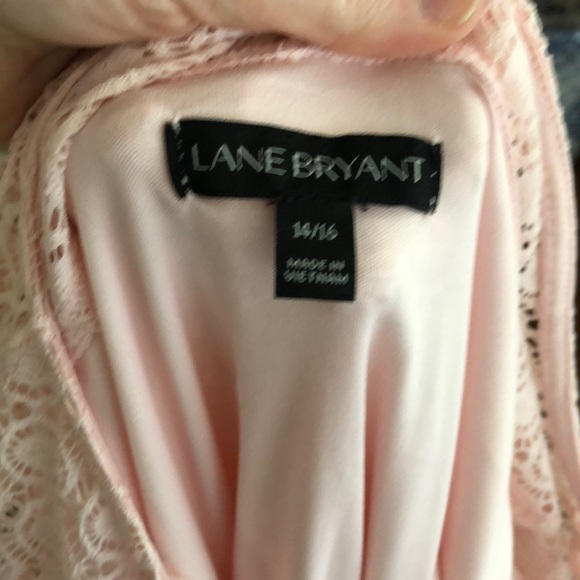 LANE BRYANT
14/16
MADE IN
VIETNAM